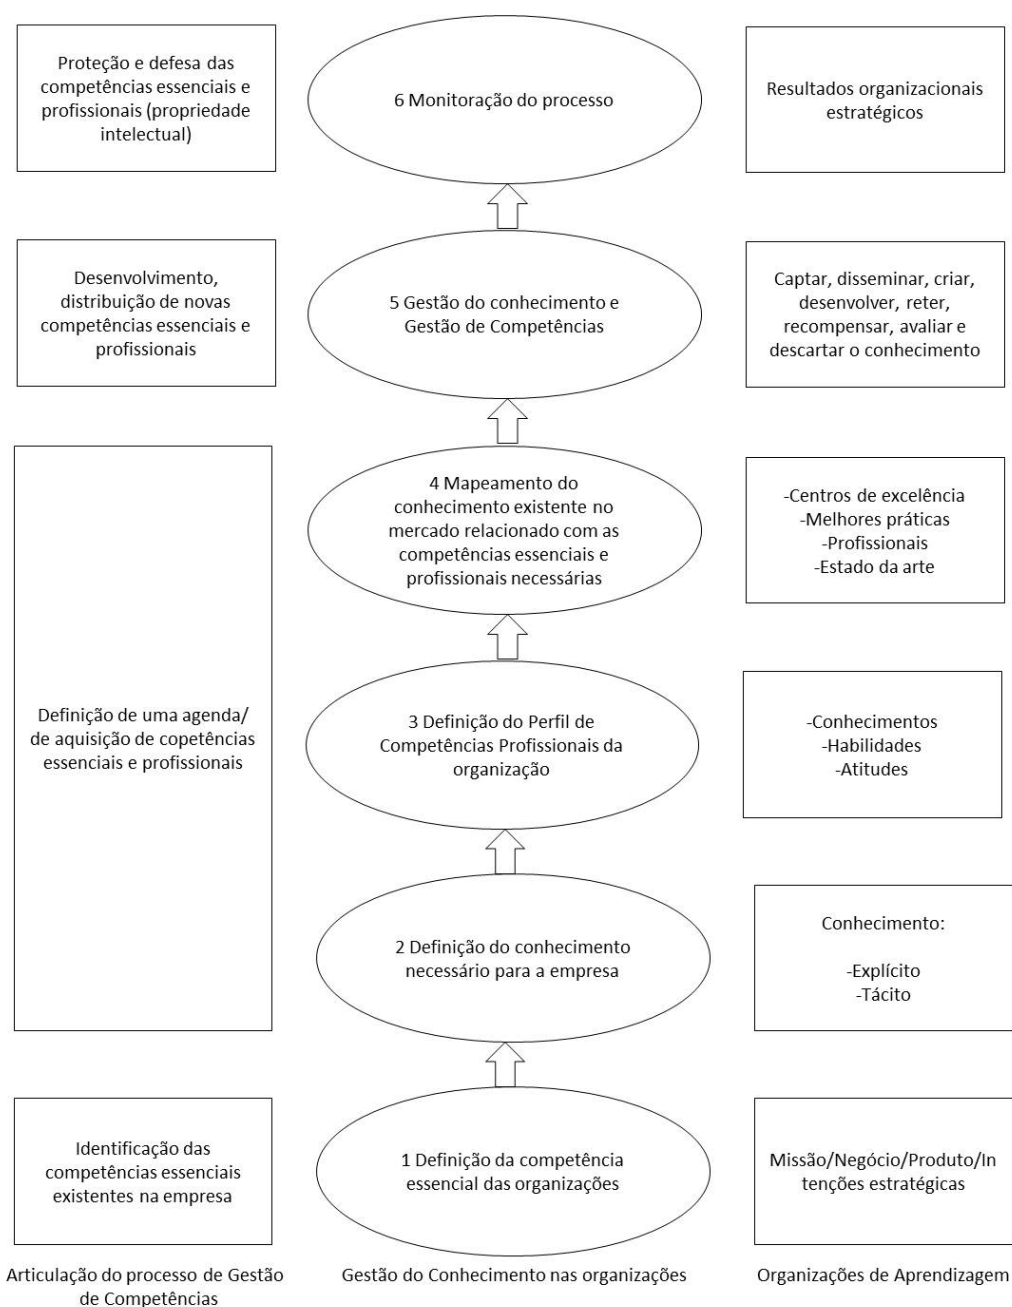 Proteção e defesa das
competências essenciais e
profissionais (propriedade
intelectual)
6 Monitoração do processo
Resultados organizacionais
estratégicos
Desenvolvimento,
distribuição de novas
competências essenciais e
profissionais
5 Gestão do conhecimento e
Gestão de Competências
Captar, disseminar, criar,
desenvolver, reter,
recompensar, avaliar e
descartar o conhecimento
4 Mapeamento do
conhecimento existente no
mercado relacionado com as
competências essenciais e
profissionais necessárias
-Centros de excelência
-Melhores práticas
-Profissionais
-Estado da arte
Definição de uma agenda/
de aquisição de copetências
essenciais e profissionais
3 Definição do Perfil de
Competências Profissionais da
organização
-Conhecimentos
-Habilidades
-Atitudes
2 Definição do conhecimento
necessário para a empresa
Conhecimento:
-Explícito
-Tácito
Identificação das
competências essenciais
existentes na empresa
1 Definição da competência
essencial das organizações
Missão/Negócio/Produto/In
tenções estratégicas
Articulação do processo de Gestão
de Competências
Gestão do Conhecimento nas organizações
Organizações de Aprendizagem